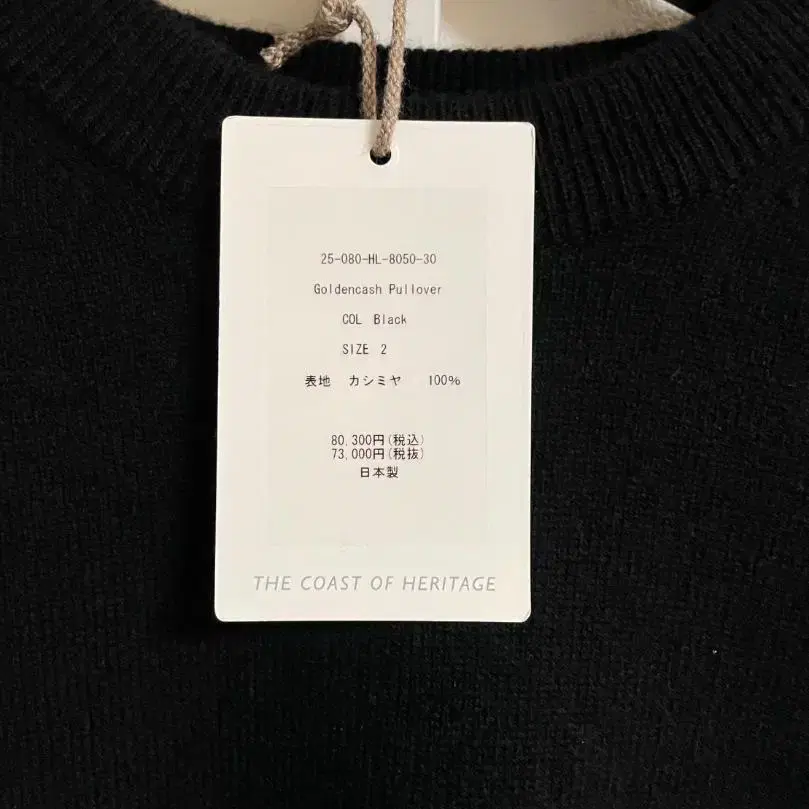 25-080-HL-8050-30
Goldencash Pullover
COL Black
SIZE 2
表地 カシミヤ 100%
80,300円(税込)
73,000円(税抜)
日本製
THE COAST OF HERITAGE